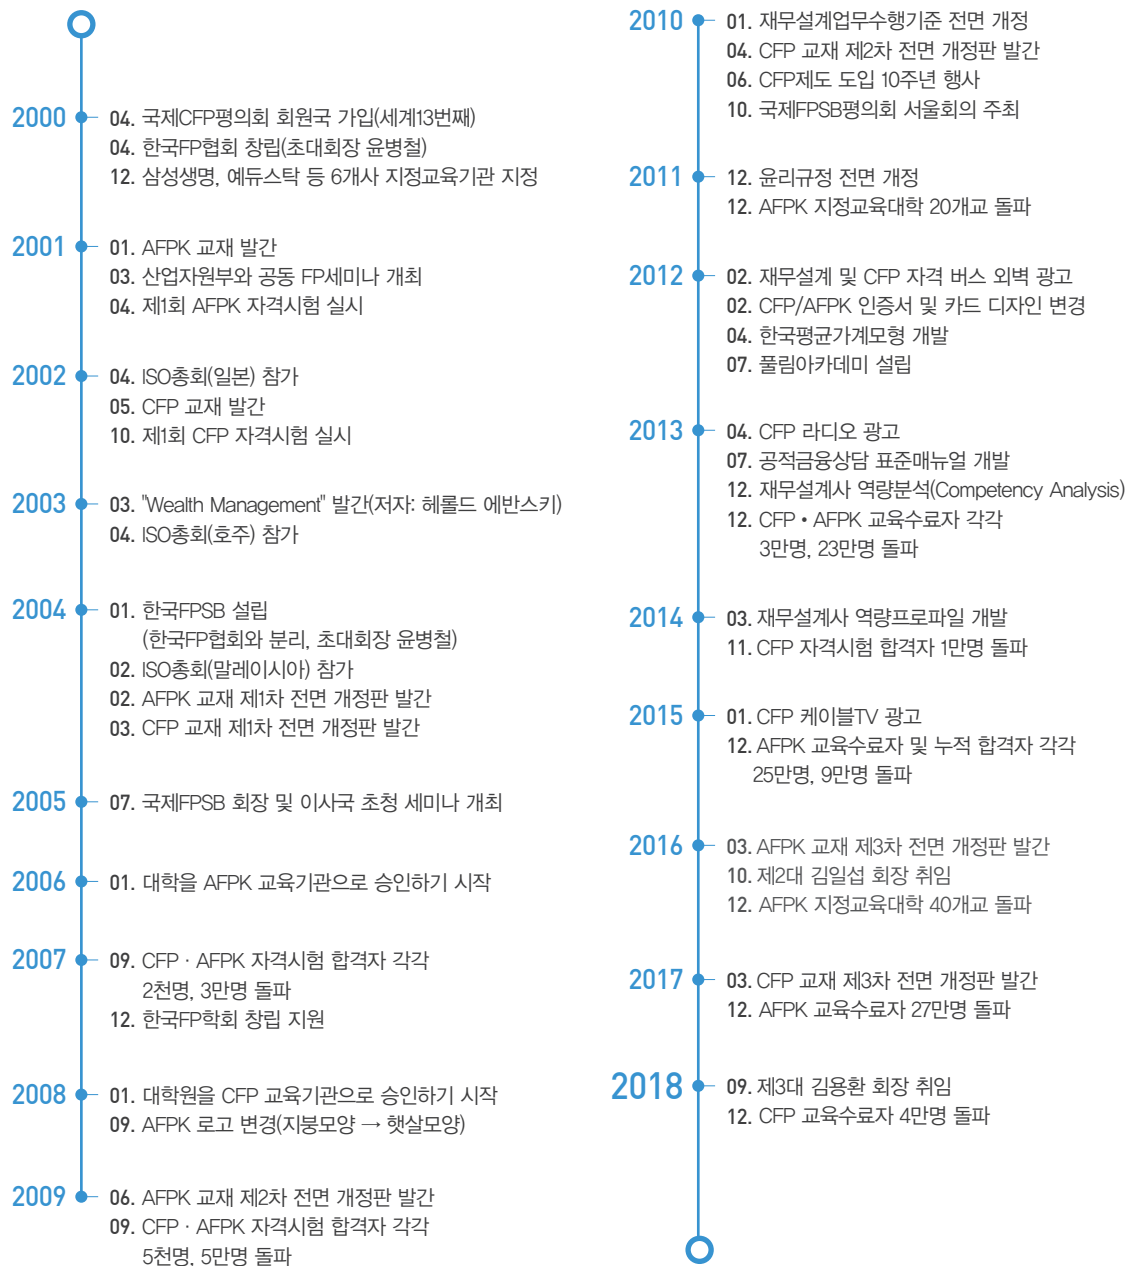 2000
04. 국제CFP평의회 회원국 가입(세계13번째)
04. 한국FP협회 창립(초대회장 윤병철)
12. 삼성생명, 에듀스탁 등 6개사 지정교육기관 지정
2001
01. AFPK 교재 발간
03. 산업자원부와 공동 FP세미나 개최
04. 제1회 AFPK 자격시험 실시
2002
04. ISO총회(일본) 참가
05. CFP 교재 발간
10. 제1회 CFP 자격시험 실시
2003
03. "Wealth Management" 발간(저자: 헤롤드 에반스키)
04. ISO총회(호주) 참가
2004
01. 한국FPSB 설립
(한국FP협회와 분리, 초대회장 윤병철)
02. ISO총회(말레이시아) 참가
02. AFPK 교재 제1차 전면 개정판 발간
03. CFP 교재 제1차 전면 개정판 발간
2005
07. 국제FPSB 회장 및 이사국 초청 세미나 개최
2006
01. 대학을 AFPK 교육기관으로 승인하기 시작
2007
09. CFP · AFPK 자격시험 합격자 각각
2천명, 3만명 돌파
12. 한국FP학회 창립 지원
2008
01. 대학원을 CFP 교육기관으로 승인하기 시작
09. AFPK 로고 변경(지붕모양 → 햇살모양)
2009
06. AFPK 교재 제2차 전면 개정판 발간
09. CFP · AFPK 자격시험 합격자 각각
5천명, 5만명 돌파
2010
01. 재무설계업무수행기준 전면 개정
04. CFP 교재 제2차 전면 개정판 발간
06. CFP제도 도입 10주년 행사
10. 국제FPSB평의회 서울회의 주최
2011
12. 윤리규정 전면 개정
12. AFPK 지정교육대학 20개교 돌파
2012
02. 재무설계 및 CFP 자격 버스 외벽 광고
02. CFP/AFPK 인증서 및 카드 디자인 변경
04. 한국평균가계모형 개발
07. 풀림아카데미 설립
2013
04. CFP 라디오 광고
07. 공적금융상담 표준매뉴얼 개발
12. 재무설계사 역량분석(Competency Analysis)
12. CFP • AFPK 교육수료자 각각
3만명, 23만명 돌파
2014
03. 재무설계사 역량프로파일 개발
11. CFP 자격시험 합격자 1만명 돌파
2015
01. CFP 케이블TV 광고
12. AFPK 교육수료자 및 누적 합격자 각각
25만명, 9만명 돌파
2016
03. AFPK 교재 제3차 전면 개정판 발간
10. 제2대 김일섭 회장 취임
12. AFPK 지정교육대학 40개교 돌파
2017
03. CFP 교재 제3차 전면 개정판 발간
12. AFPK 교육수료자 27만명 돌파
2018
09. 제3대 김용환 회장 취임
12. CFP 교육수료자 4만명 돌파